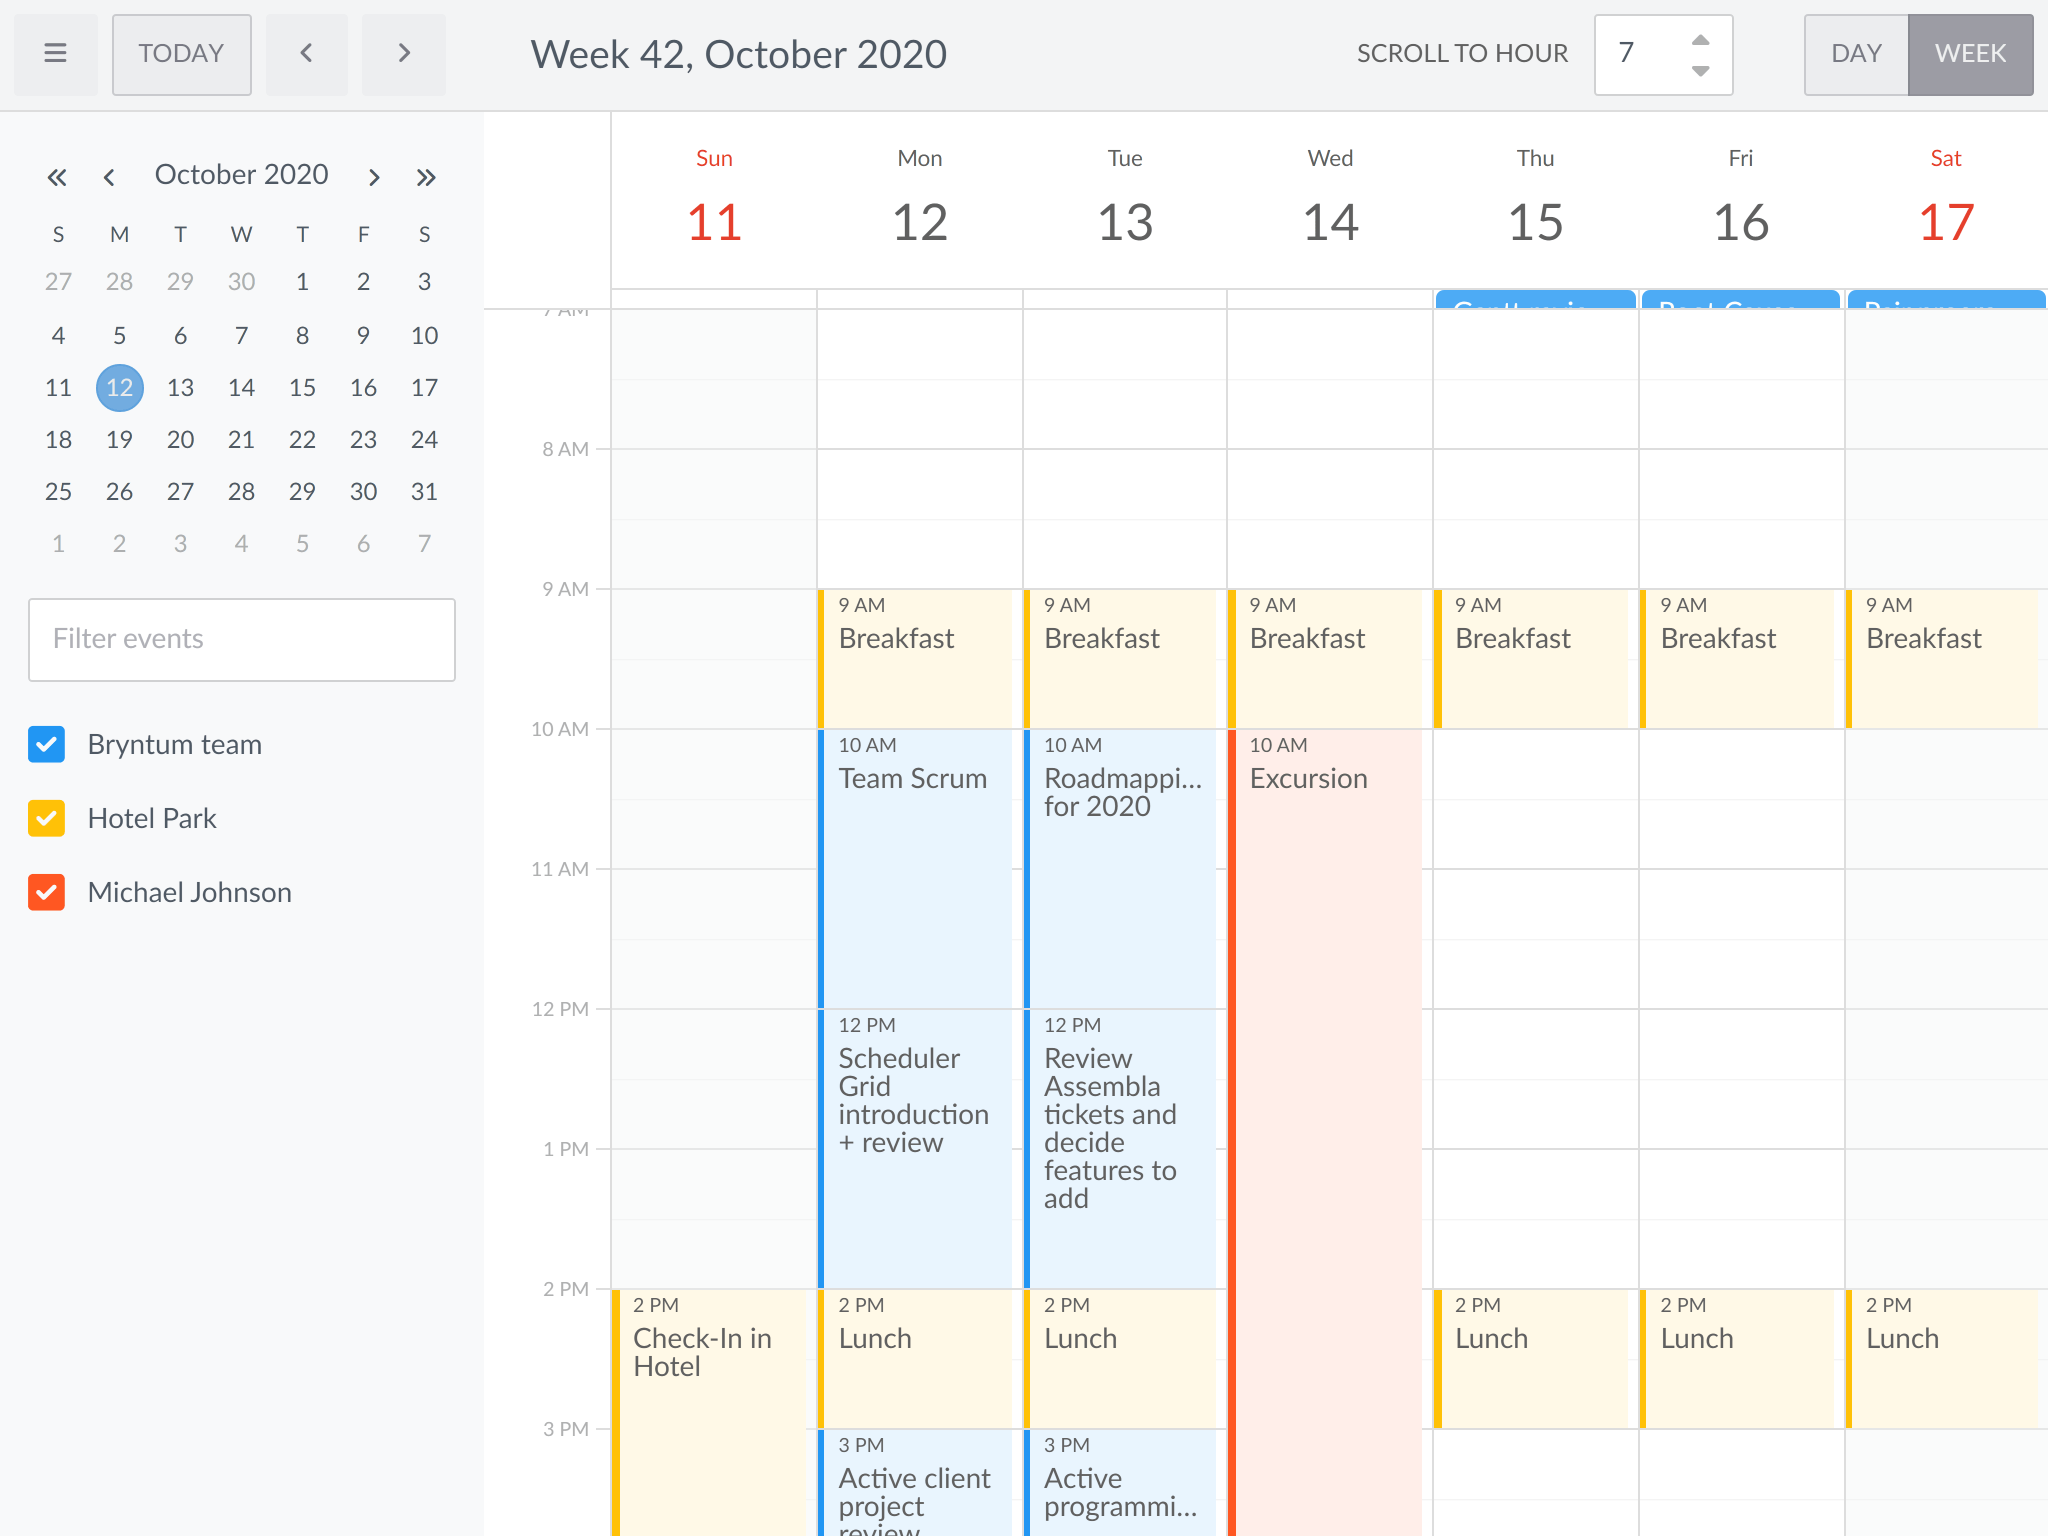 TODAY
Week 42, October 2020
SCROLL TO HOUR
7
DAY
WEEK
October 2020
S M T W T F S
27 28 29 30 1 2 3
4 5 6 7 8 9 10
11 12 13 14 15 16 17
18 19 20 21 22 23 24
25 26 27 28 29 30 31
1 2 3 4 5 6 7
Filter events
Bryntum team
Hotel Park
Michael Johnson
Sun Mon Tue Wed Thu Fri Sat
11 12 13 14 15 16 17
7 AM
8 AM
9 AM
10 AM
11 AM
12 PM
1 PM
2 PM
3 PM
2 PM
Check-In in
Hotel
9 AM
Breakfast
10 AM
Team Scrum
12 PM
Scheduler
Grid
introduction
+ review
2 PM
Lunch
3 PM
Active client
project
review
9 AM
Breakfast
10 AM
Roadmappi...
for 2020
12 PM
Review
Assembla
tickets and
decide
features to
add
2 PM
Lunch
3 PM
Active
programmi...
9 AM
Breakfast
10 AM
Excursion
9 AM
Breakfast
2 PM
Lunch
9 AM
Breakfast
2 PM
Lunch
9 AM
Breakfast
2 PM
Lunch